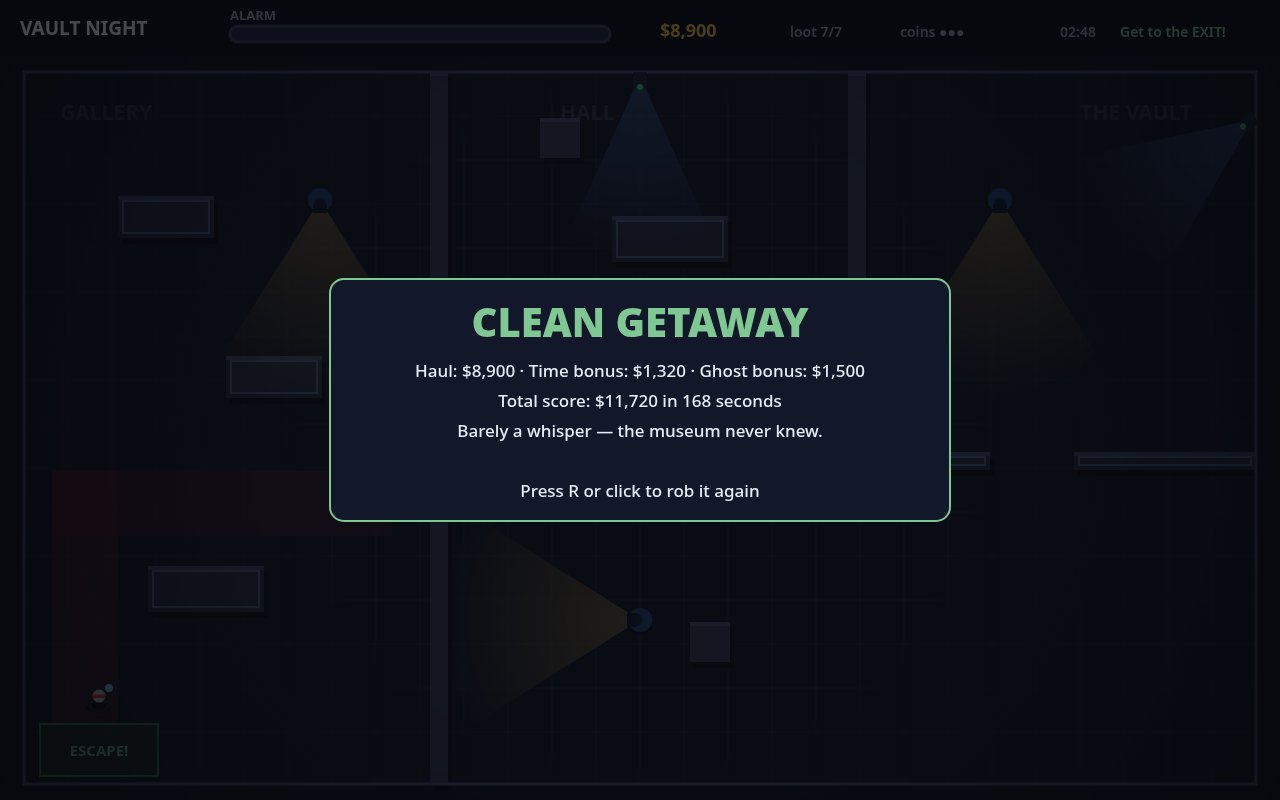 VAULT NIGHT
ALARM
$8,900
loot 7/7
coins ●●●
02:48
Get to the EXIT!
GALLERY
HALL
THE VAULT
CLEAN GETAWAY
Haul: $8,900 · Time bonus: $1,320 · Ghost bonus: $1,500
Total score: $11,720 in 168 seconds
Barely a whisper — the museum never knew.
Press R or click to rob it again
ESCAPE!